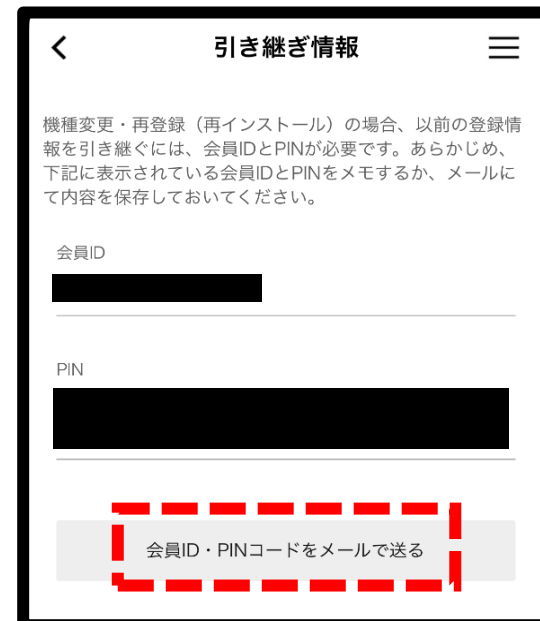 引き継ぎ情報
機種変更・再登録（再インストール）の場合、以前の登録情
報を引き継ぐには、会員IDとPINが必要です。あらかじめ、
下記に表示されている会員IDとPINをメモするか、メールに
て内容を保存しておいてください。
会員ID
PIN
会員ID・PINコードをメールで送る